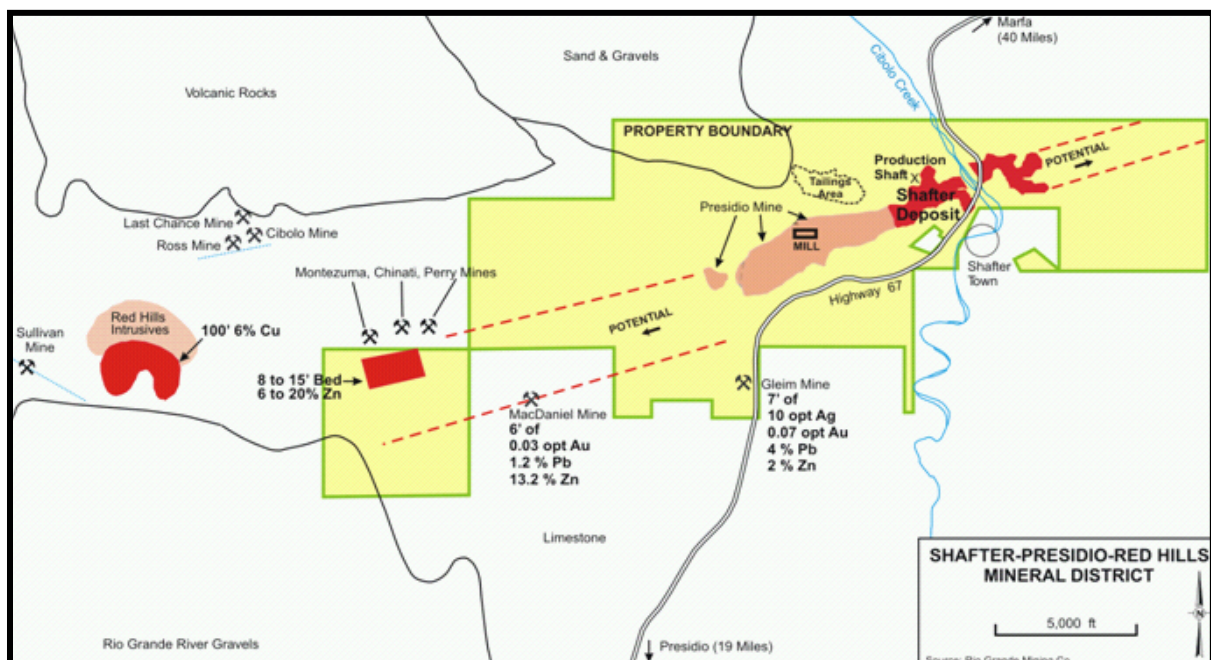 Marfa
(40 Miles)
Sand & Gravels
Cibolo Creek
Volcanic Rocks
PROPERTY BOUNDARY
POTENTIAL
Production
Shaft
X
Tailings
Area
Shafter
Deposit
Presidio Mine
Last Chance Mine
Cibolo Mine
Ross Mine
MILL
Shafter
Town
Montezuma, Chinati, Perry Mines
Highway 67
Red Hills
Intrusives
100' 6% Cu
POTENTIAL
Sullivan
Mine
8 to 15' Bed
6 to 20% Zn
Gleim Mine
7' of
10 opt Ag
0.07 opt Au
4 % Pb
2 % Zn
MacDaniel Mine
6' of
0.03 opt Au
1.2 % Pb
13.2 % Zn
Limestone
SHAFTER-PRESIDIO-RED HILLS
MINERAL DISTRICT
N
5,000 ft
Rio Grande River Gravels
Presidio (19 Miles)
Source: Rio Grande Mining Co.